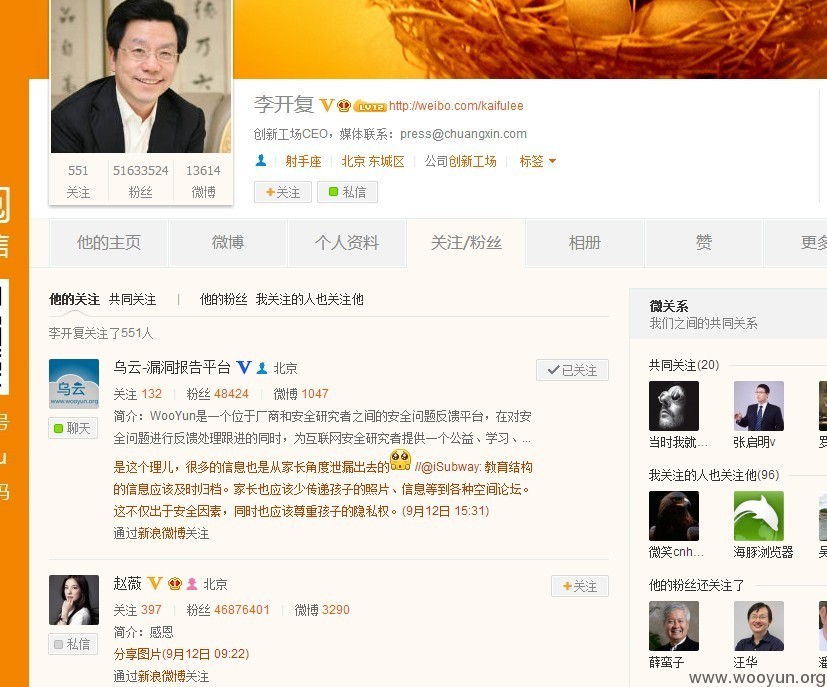 李开复 V LV12 http://weibo.com/kaifulee
创新工场CEO，媒体联系：press@chuangxin.com
射手座 | 北京 东城区 | 公司创新工场 | 标签
551 51633524 13614
关注 粉丝 微博
+关注 私信
他的主页 微博 个人资料 关注/粉丝 相册 赞 更多
他的关注 共同关注 | 他的粉丝 我关注的人也关注他
李开复关注了551人
乌云
www.wooyun.org
乌云-漏洞报告平台 V 北京
已关注
聊天
关注 132 | 粉丝 48424 | 微博 1047
简介：WooYun是一个位于厂商和安全研究者之间的安全问题反馈平台，在对安
全问题进行反馈处理跟进的同时，为互联网安全研究者提供一个公益、学习、...
是这个理儿，很多的信息也是从家长角度泄漏出去的 //@iSubway: 教育结构
的信息应该及时归档。家长也应该少传递孩子的照片、信息等到各种空间论坛。
这不仅出于安全因素，同时也应该尊重孩子的隐私权。(9月12日 15:31)
通过新浪微博关注
赵薇 V 北京
+关注
私信
关注 397 | 粉丝 46876401 | 微博 3290
简介：感恩
分享图片(9月12日 09:22)
通过新浪微博关注
微关系
我们之间的共同关系
共同关注(20)
当时我就... 张启明v
我关注的人也关注他(96)
微笑cnh... 海豚浏览器
他的粉丝还关注了
薛蛮子 汪华
信
号
u
码
www.wooyun.org